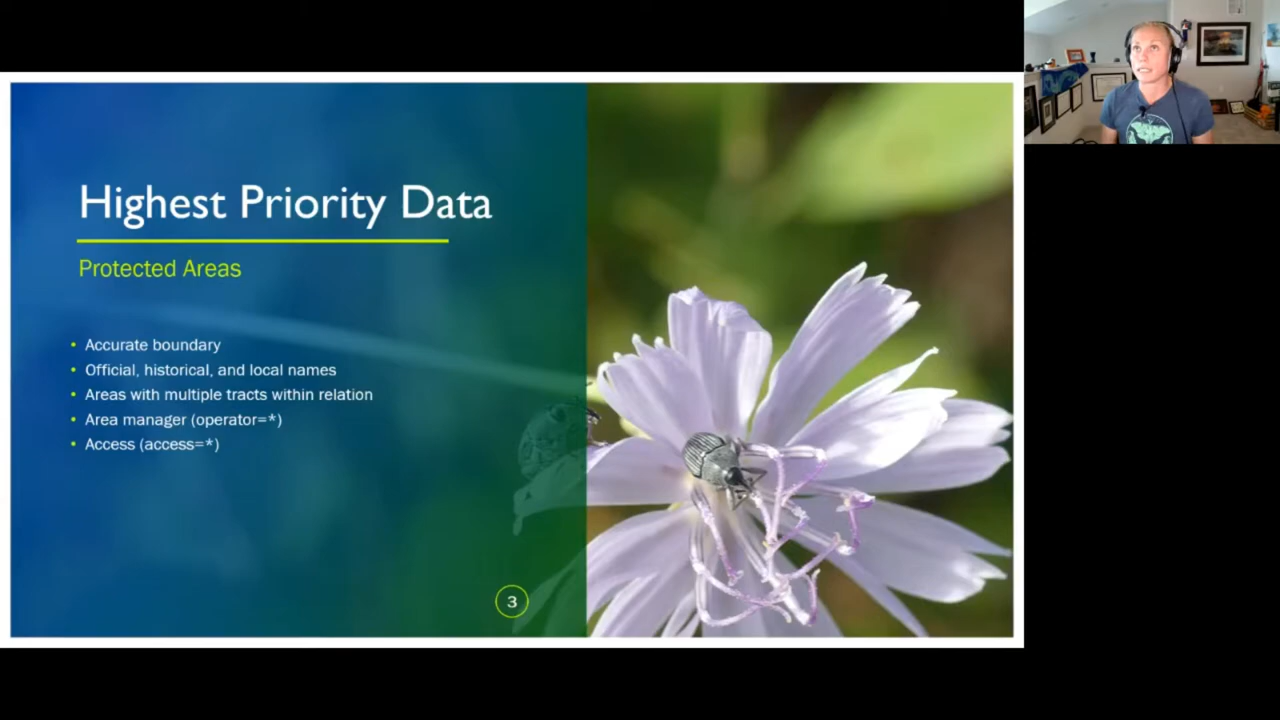 Highest Priority Data
Protected Areas
• Accurate boundary
• Official, historical, and local names
• Areas with multiple tracts within relation
• Area manager (operator=*)
• Access (access=*)
3